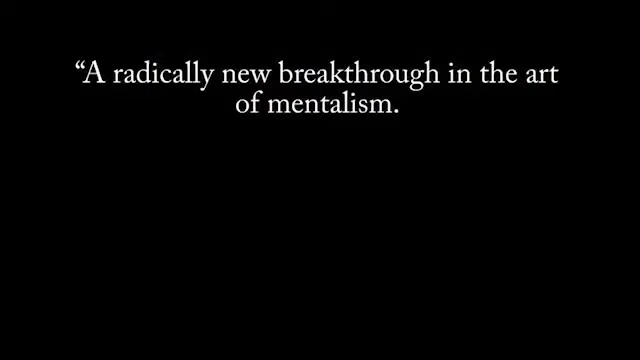 “A radically new breakthrough in the art
of mentalism.